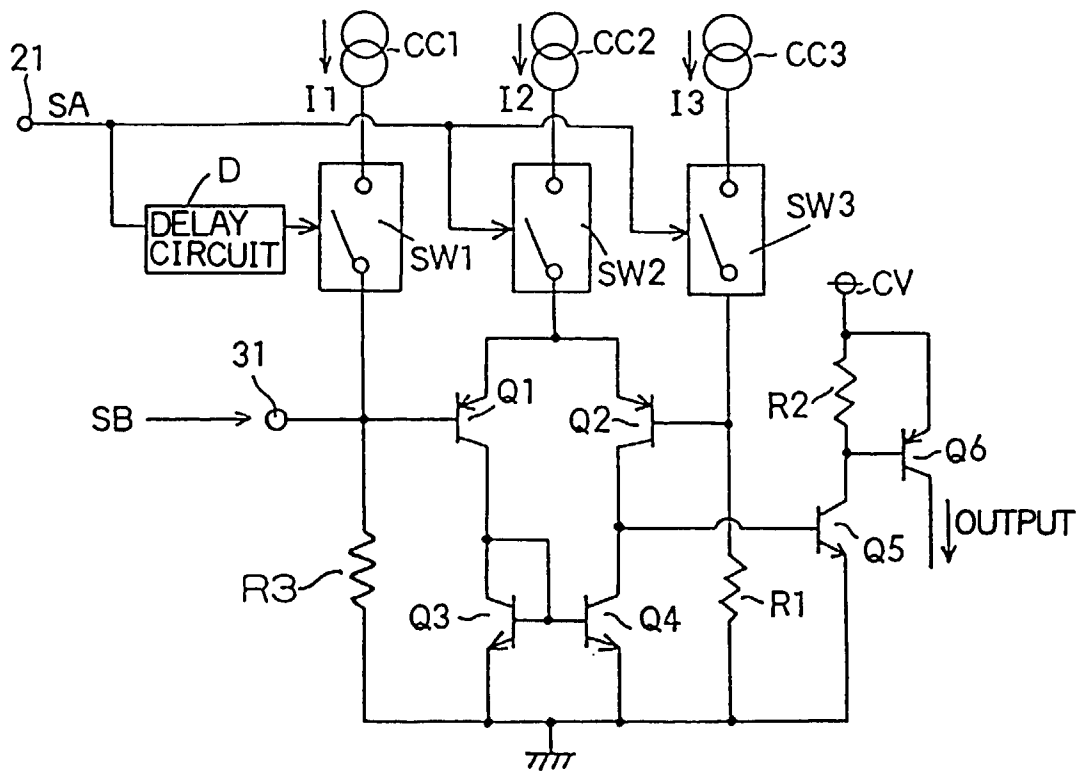 CC1
CC2
CC3
21
SA
I1
I2
I3
D
DELAY
CIRCUIT
SW1
SW2
SW3
CV
31
SB
Q1
Q2
R2
Q6
OUTPUT
Q5
R3
Q3
Q4
R1